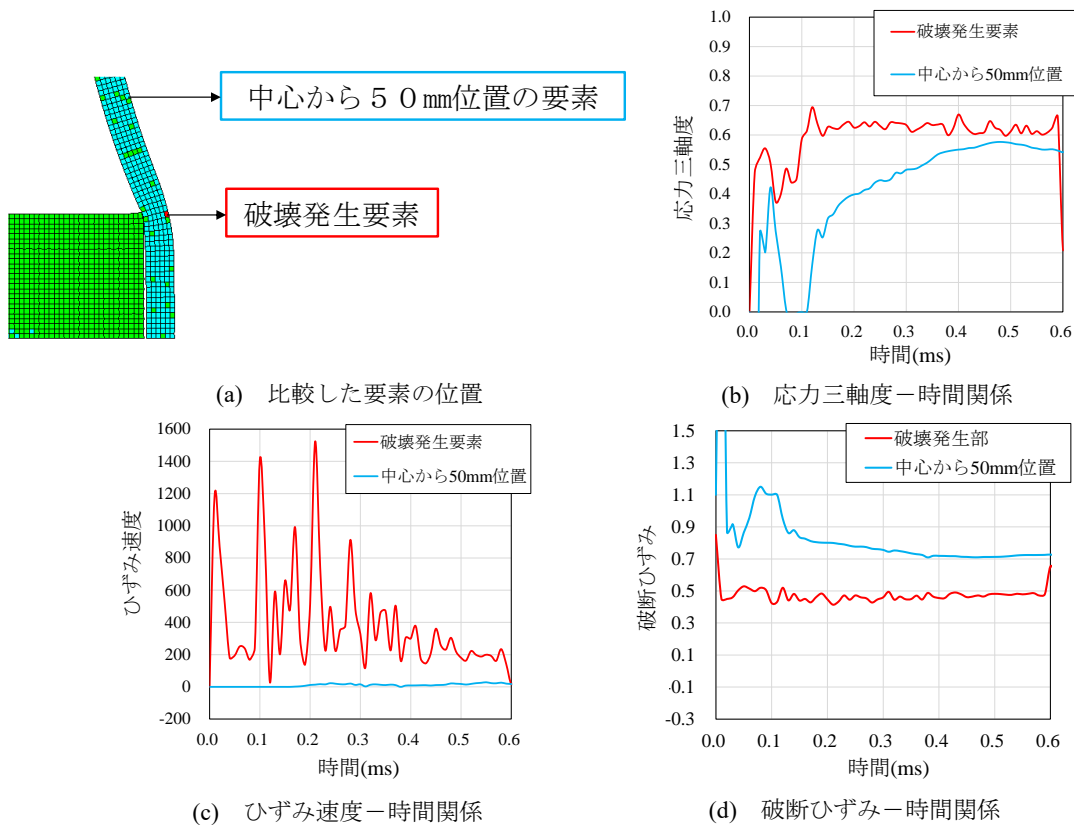 中心から５０㎜位置の要素
破壊発生要素
(a) 比較した要素の位置
1.0
0.9
0.8
0.7
0.6
0.5
0.4
0.3
0.2
0.1
0.0
応力三軸度
破壊発生要素
中心から50mm位置
0.0 0.1 0.2 0.3 0.4 0.5 0.6
時間(ms)
(b) 応力三軸度－時間関係
1600
1400
1200
1000
800
600
400
200
0
-200
ひずみ速度
破壊発生要素
中心から50mm位置
0.0 0.1 0.2 0.3 0.4 0.5 0.6
時間(ms)
(c) ひずみ速度－時間関係
1.5
1.3
1.1
0.9
0.7
0.5
0.3
0.1
-0.1
-0.3
破断ひずみ
破壊発生部
中心から50mm位置
0.0 0.1 0.2 0.3 0.4 0.5 0.6
時間(ms)
(d) 破断ひずみ－時間関係